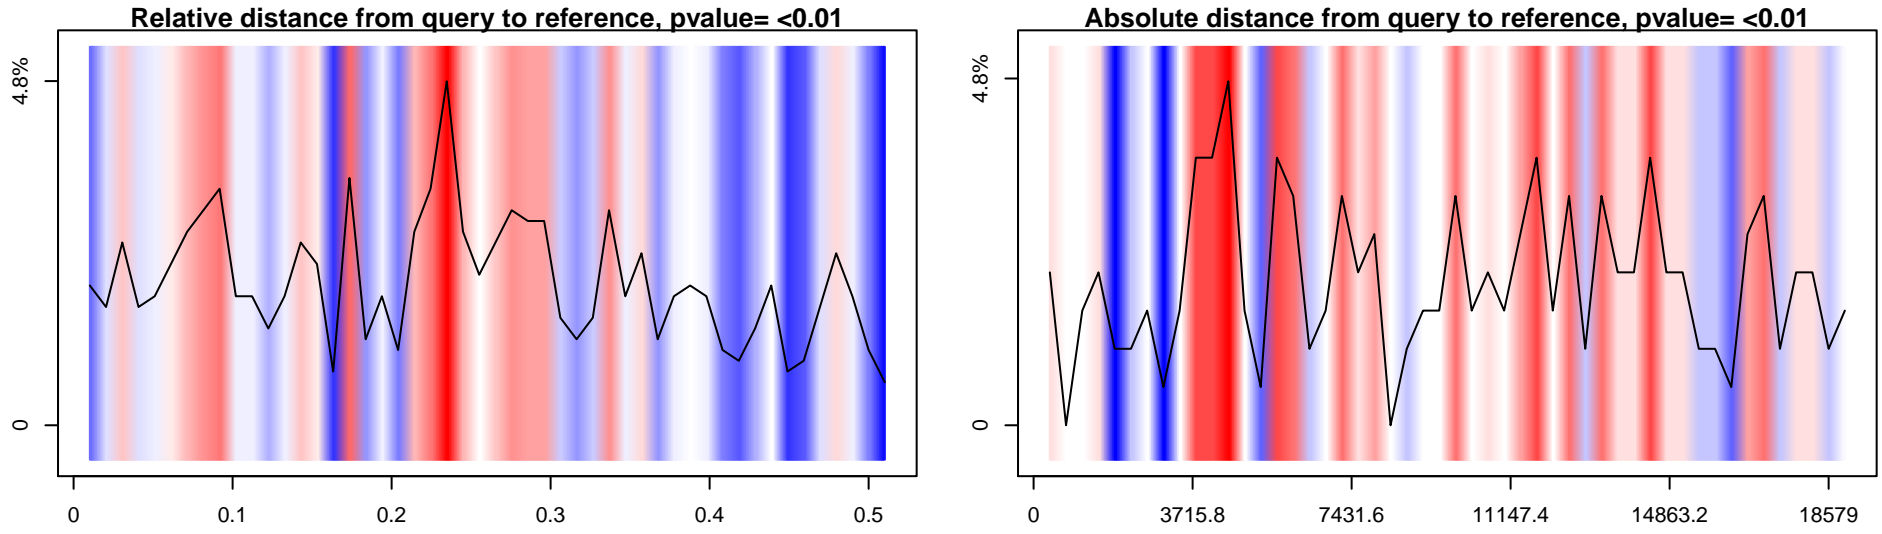 Relative distance from query to reference, pvalue= <0.01
4.8%
0
0 0.1 0.2 0.3 0.4 0.5
Absolute distance from query to reference, pvalue= <0.01
4.8%
0
0 3715.8 7431.6 11147.4 14863.2 18579